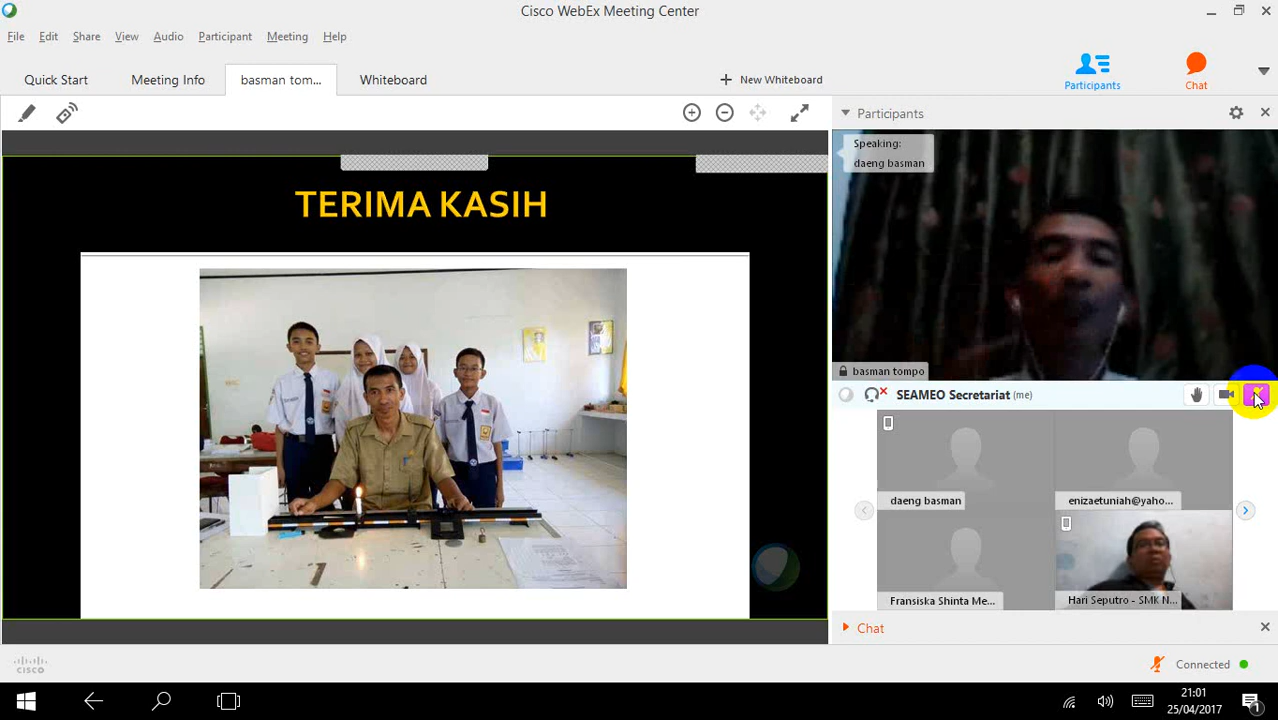 Cisco WebEx Meeting Center
File Edit Share View Audio Participant Meeting Help
Quick Start Meeting Info basman tom... Whiteboard + New Whiteboard
Participants Chat
Participants
Speaking:
daeng basman
TERIMA KASIH
basman tompo
SEAMEO Secretariat (me)
daeng basman enizaetuniah@yaho...
Fransiska Shinta Me... Hari Seputro - SMK N...
Chat
cisco Connected
21:01
25/04/2017
1